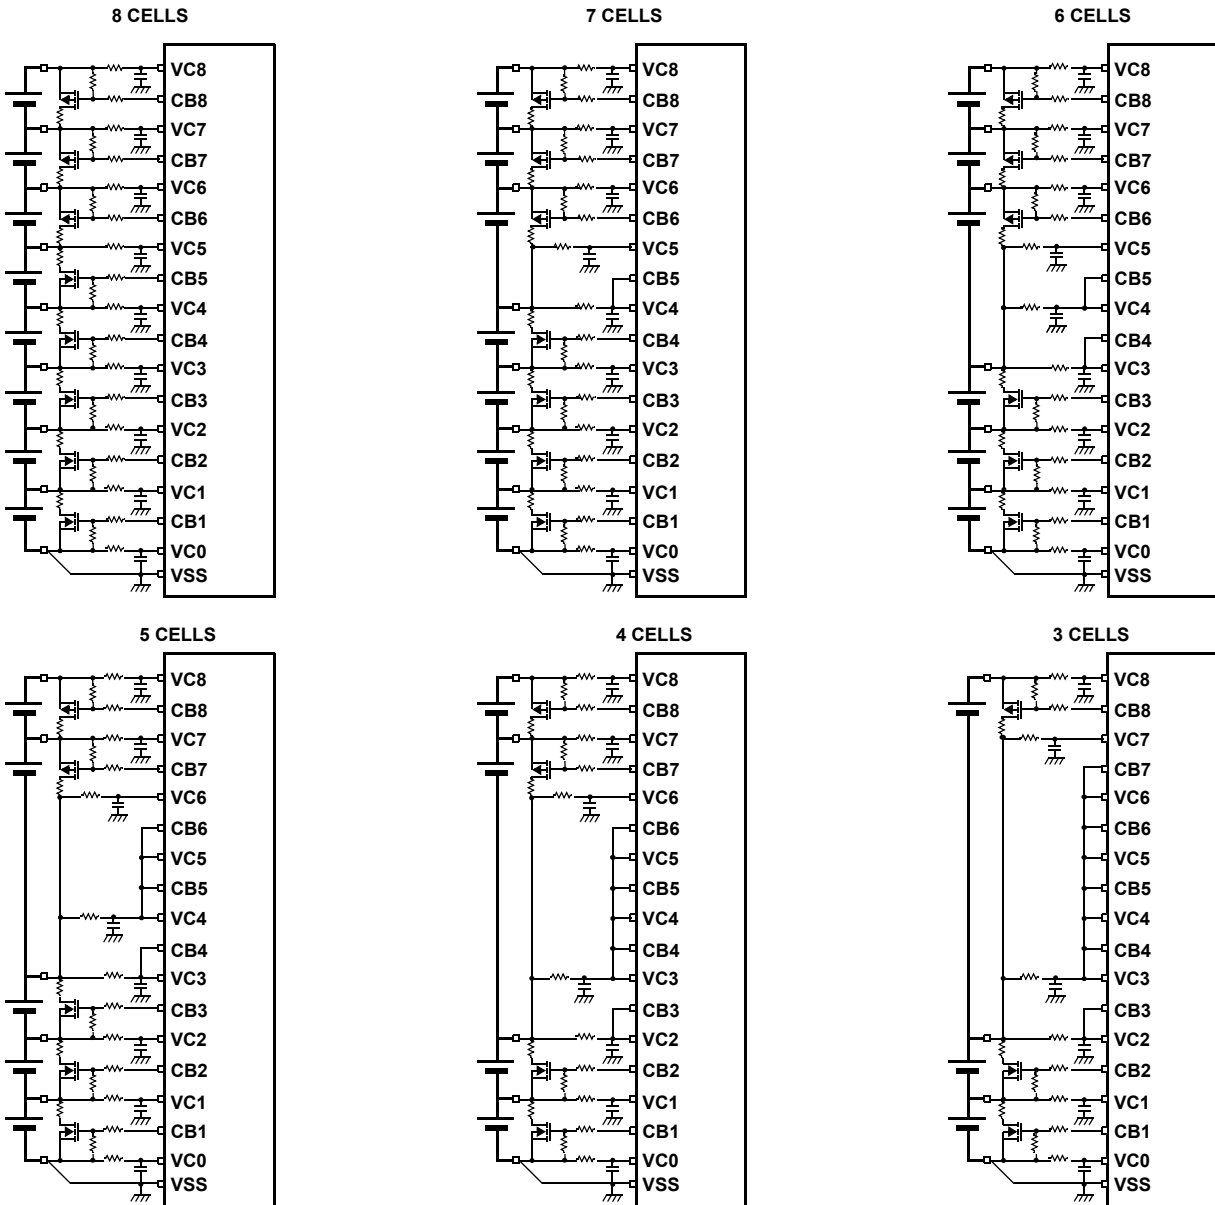 8 CELLS
VC8
CB8
VC7
CB7
VC6
CB6
VC5
CB5
VC4
CB4
VC3
CB3
VC2
CB2
VC1
CB1
VC0
VSS
7 CELLS
VC8
CB8
VC7
CB7
VC6
CB6
VC5
CB5
VC4
CB4
VC3
CB3
VC2
CB2
VC1
CB1
VC0
VSS
6 CELLS
VC8
CB8
VC7
CB7
VC6
CB6
VC5
CB5
VC4
CB4
VC3
CB3
VC2
CB2
VC1
CB1
VC0
VSS
5 CELLS
VC8
CB8
VC7
CB7
VC6
CB6
VC5
CB5
VC4
CB4
VC3
CB3
VC2
CB2
VC1
CB1
VC0
VSS
4 CELLS
VC8
CB8
VC7
CB7
VC6
CB6
VC5
CB5
VC4
CB4
VC3
CB3
VC2
CB2
VC1
CB1
VC0
VSS
3 CELLS
VC8
CB8
VC7
CB7
VC6
CB6
VC5
CB5
VC4
CB4
VC3
CB3
VC2
CB2
VC1
CB1
VC0
VSS